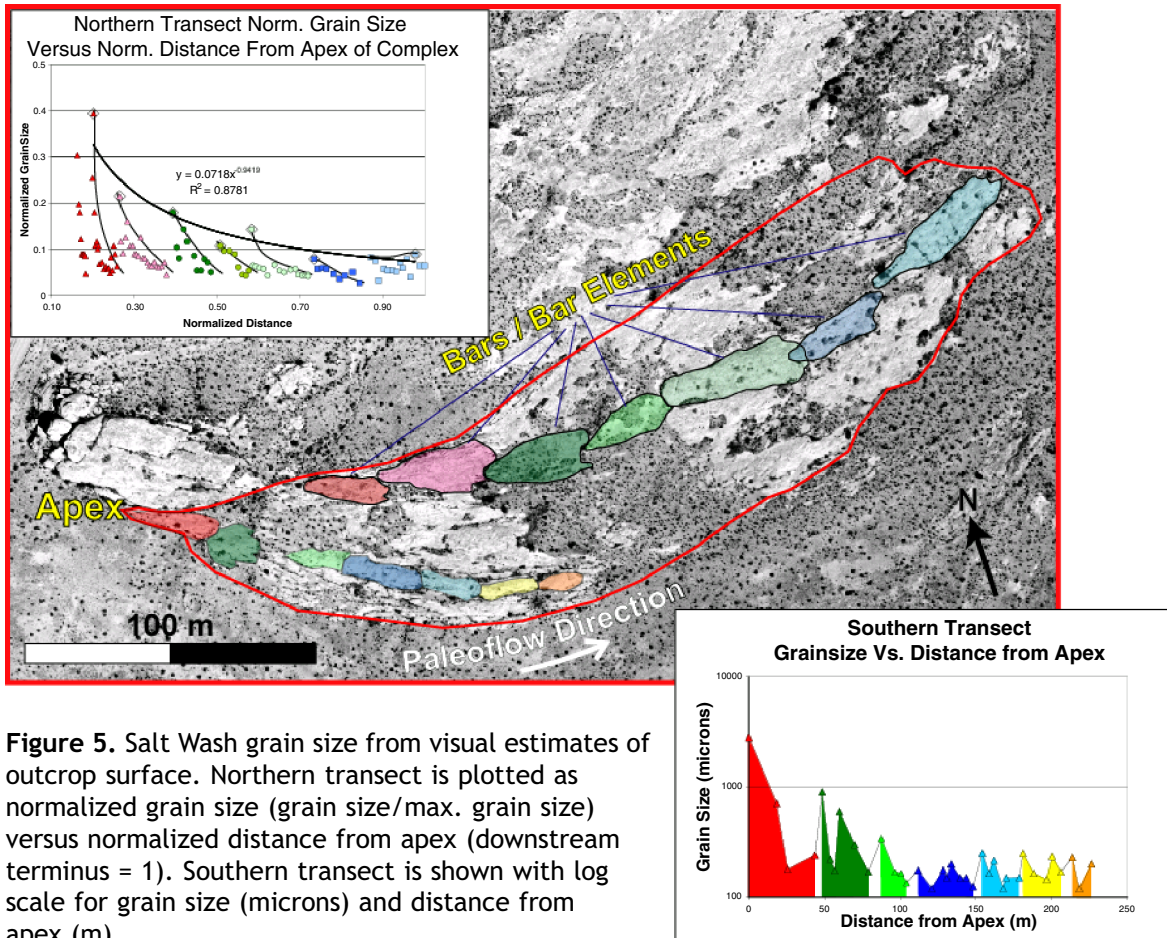 Northern Transect Norm. Grain Size
Versus Norm. Distance From Apex of Complex
0.5
0.4
0.3
0.2
0.1
0
Normalized GrainSize
y = 0.0718x^-0.9419
R² = 0.8781
0.10 0.30 0.50 0.70 0.90
Normalized Distance
Bars / Bar Elements
Apex
N
100 m
Paleoflow Direction
Southern Transect
Grainsize Vs. Distance from Apex
10000
1000
100
Grain Size (microns)
0 50 100 150 200 250
Distance from Apex (m)
Figure 5. Salt Wash grain size from visual estimates of
outcrop surface. Northern transect is plotted as
normalized grain size (grain size/max. grain size)
versus normalized distance from apex (downstream
terminus = 1). Southern transect is shown with log
scale for grain size (microns) and distance from
apex (m)